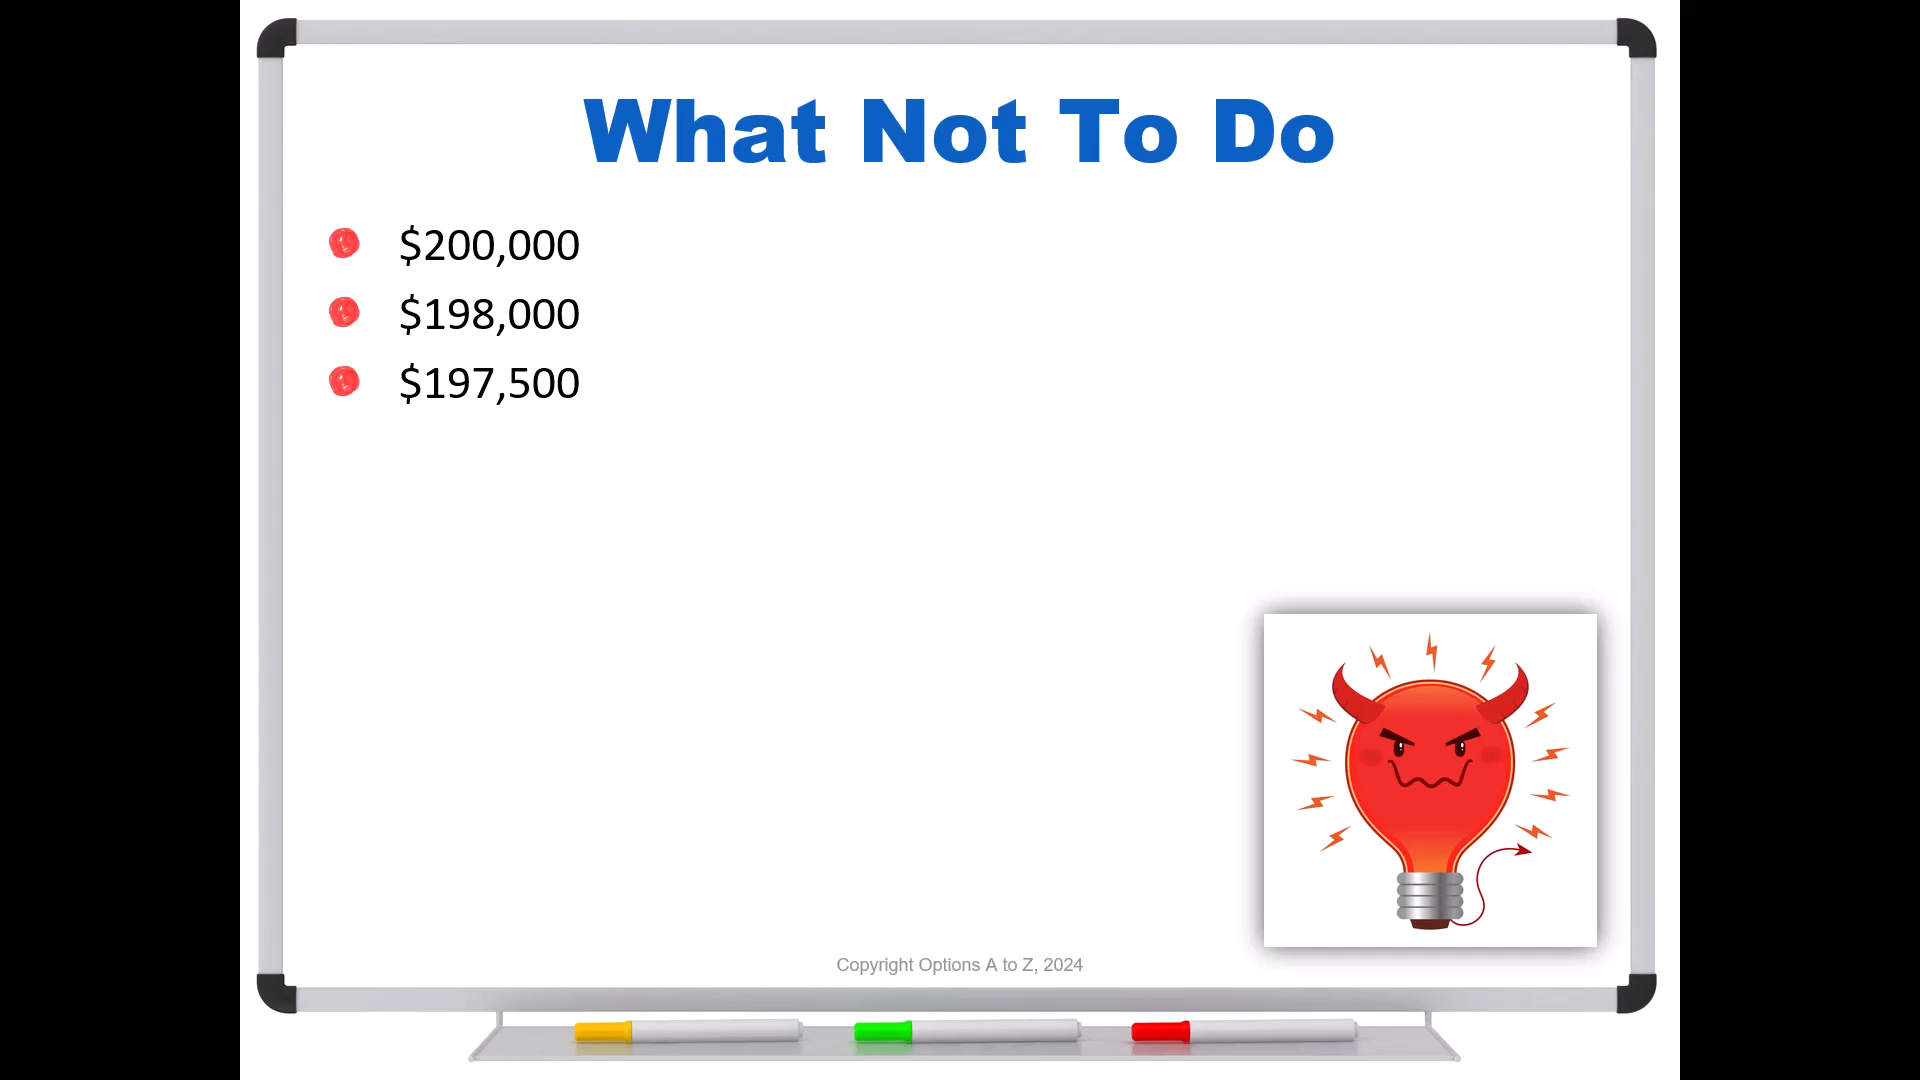 What Not To Do
$200,000
$198,000
$197,500
Copyright Options A to Z, 2024